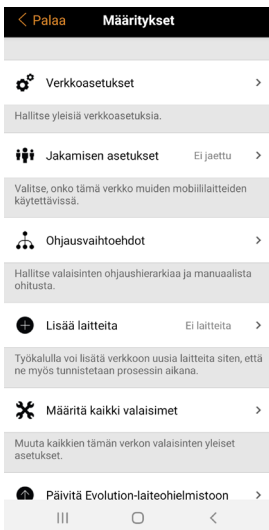 Palaa Määritykset
Verkkoasetukset
Hallitse yleisiä verkkoasetuksia.
Jakamisen asetukset Ei jaettu
Valitse, onko tämä verkko muiden mobiililaitteiden
käytettävissä.
Ohjausvaihtoehdot
Hallitse valaisinten ohjaushierarkiaa ja manuaalista
ohitusta.
Lisää laitteita Ei laitteita
Työkalulla voi lisätä verkkoon uusia laitteita siten, että
ne myös tunnistetaan prosessin aikana.
Määritä kaikki valaisimet
Muuta kaikkien tämän verkon valaisinten yleiset
asetukset.
Päivitä Evolution-laiteohjelmistoon